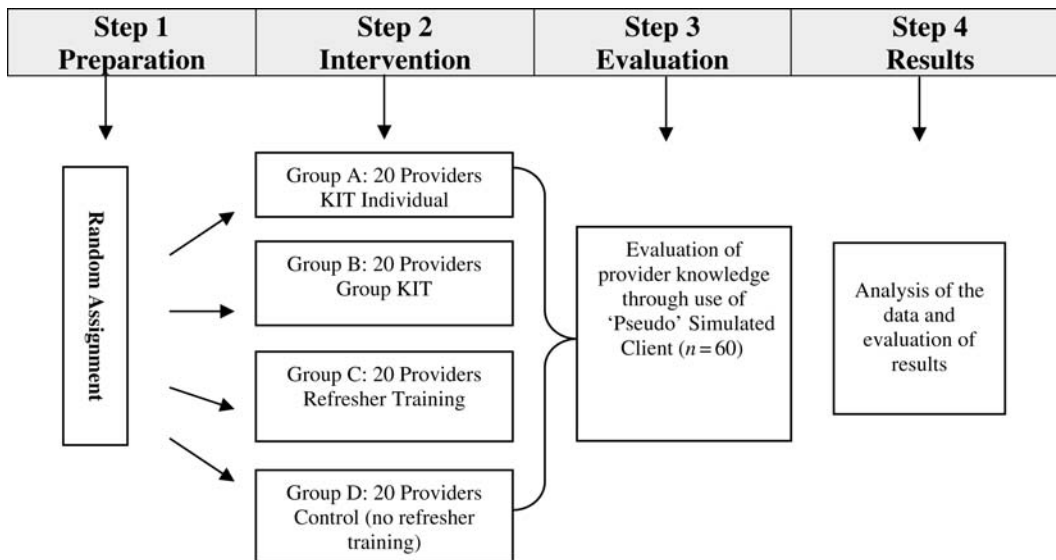 Step 1
Preparation
Step 2
Intervention
Step 3
Evaluation
Step 4
Results
Random Assignment
Group A: 20 Providers
KIT Individual
Group B: 20 Providers
Group KIT
Group C: 20 Providers
Refresher Training
Group D: 20 Providers
Control (no refresher
training)
Evaluation of
provider knowledge
through use of
‘Pseudo’ Simulated
Client (n = 60)
Analysis of the
data and
evaluation of
results